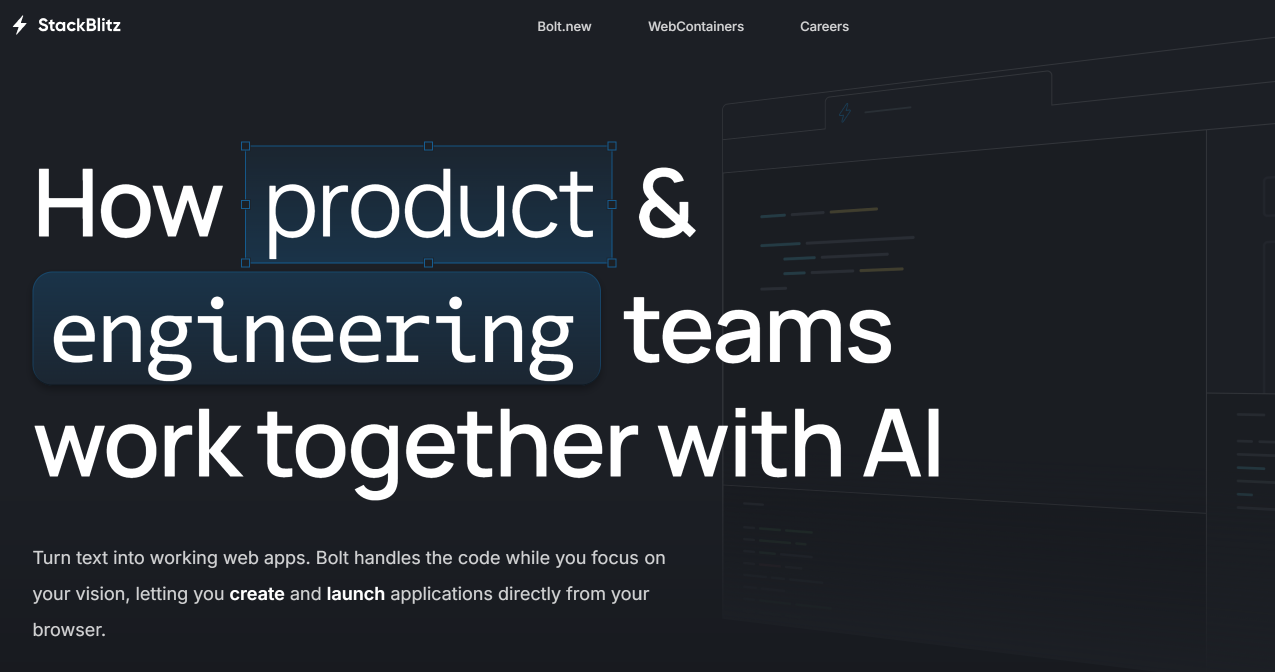 StackBlitz
Bolt.new WebContainers Careers
How product &
engineering teams
work together with AI
Turn text into working web apps. Bolt handles the code while you focus on
your vision, letting you create and launch applications directly from your
browser.